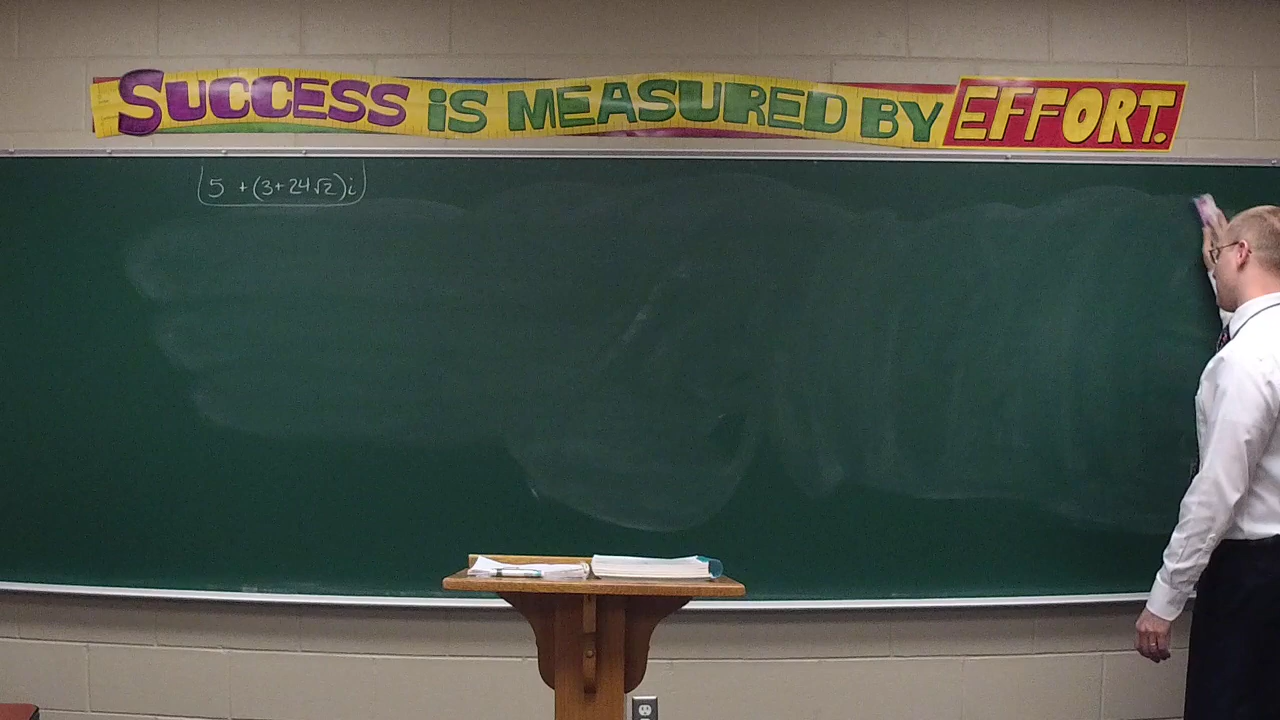 SUCCESS iS MEASURED BY EFFORT.
5 +(3+24√2)i